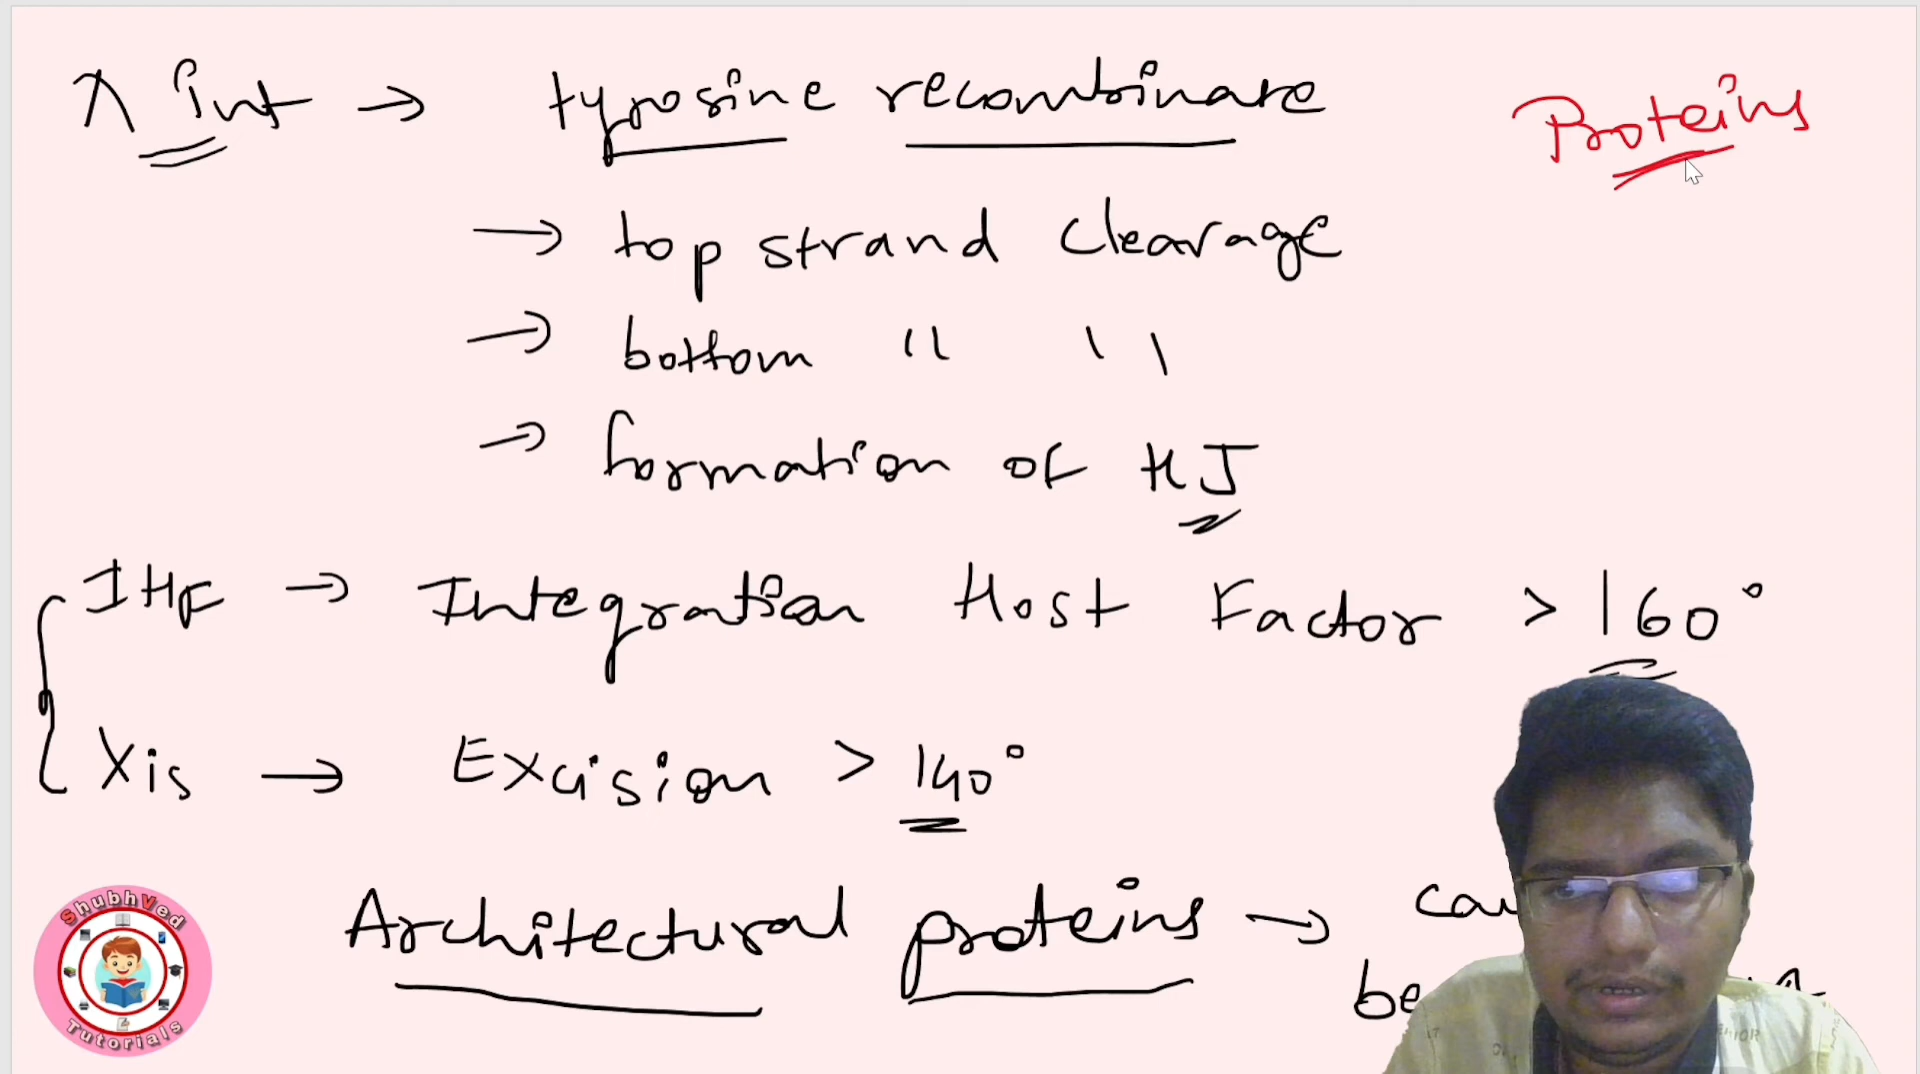 λ int → tyrosine recombinase
Proteins
→ top strand clearage
→ bottom " "
→ formation of HJ
IHF → Integration Host Factor > 160°
Xis → Excision > 140°
Architectural proteins →
ShubhVed
Tutorials